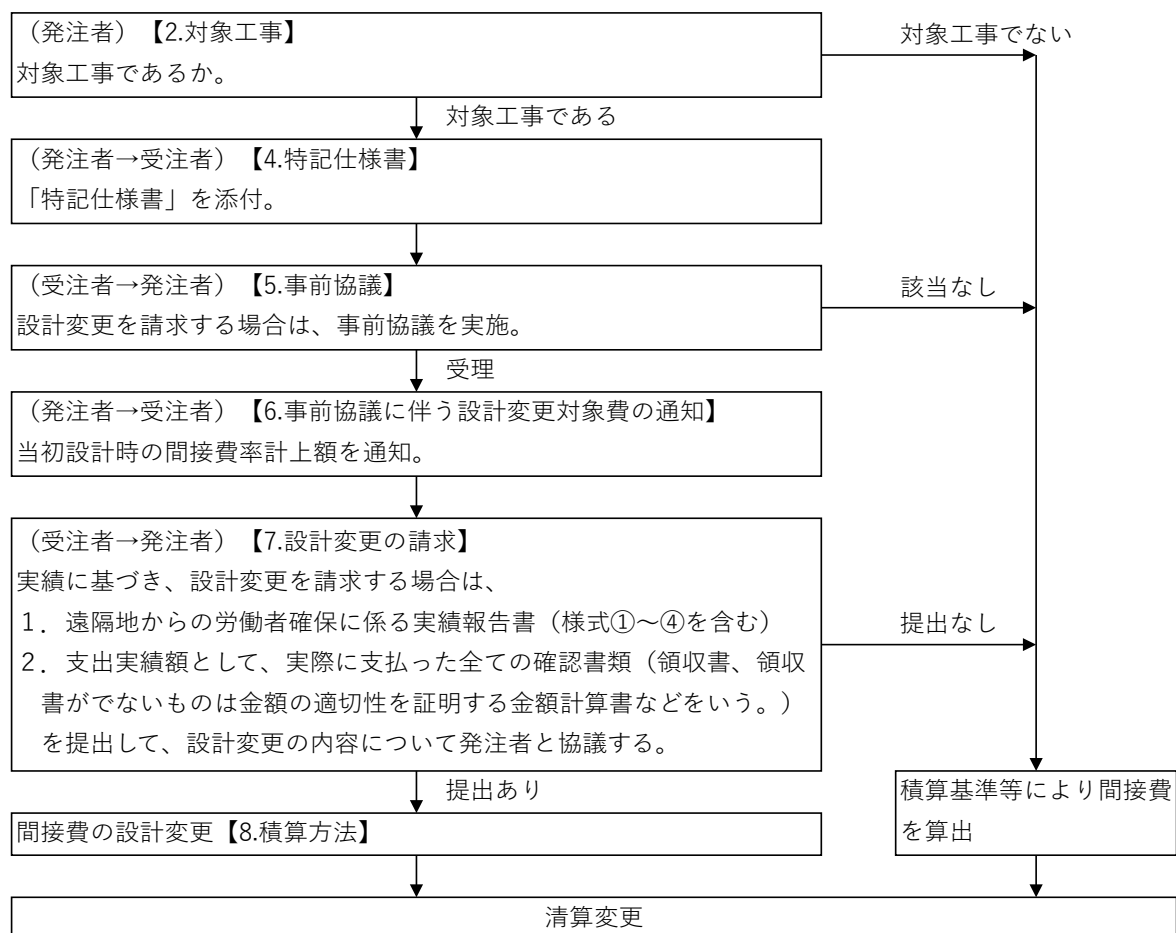 （発注者）【2.対象工事】
対象工事であるか。
対象工事でない
対象工事である
（発注者→受注者）【4.特記仕様書】
「特記仕様書」を添付。
（受注者→発注者）【5.事前協議】
設計変更を請求する場合は、事前協議を実施。
該当なし
受理
（発注者→受注者）【6.事前協議に伴う設計変更対象費の通知】
当初設計時の間接費率計上額を通知。
（受注者→発注者）【7.設計変更の請求】
実績に基づき、設計変更を請求する場合は、
１．遠隔地からの労働者確保に係る実績報告書（様式①～④を含む）
２．支出実績額として、実際に支払った全ての確認書類（領収書、領収
書がでないものは金額の適切性を証明する金額計算書などをいう。）
を提出して、設計変更の内容について発注者と協議する。
提出なし
提出あり
間接費の設計変更【8.積算方法】
積算基準等により間接費
を算出
清算変更